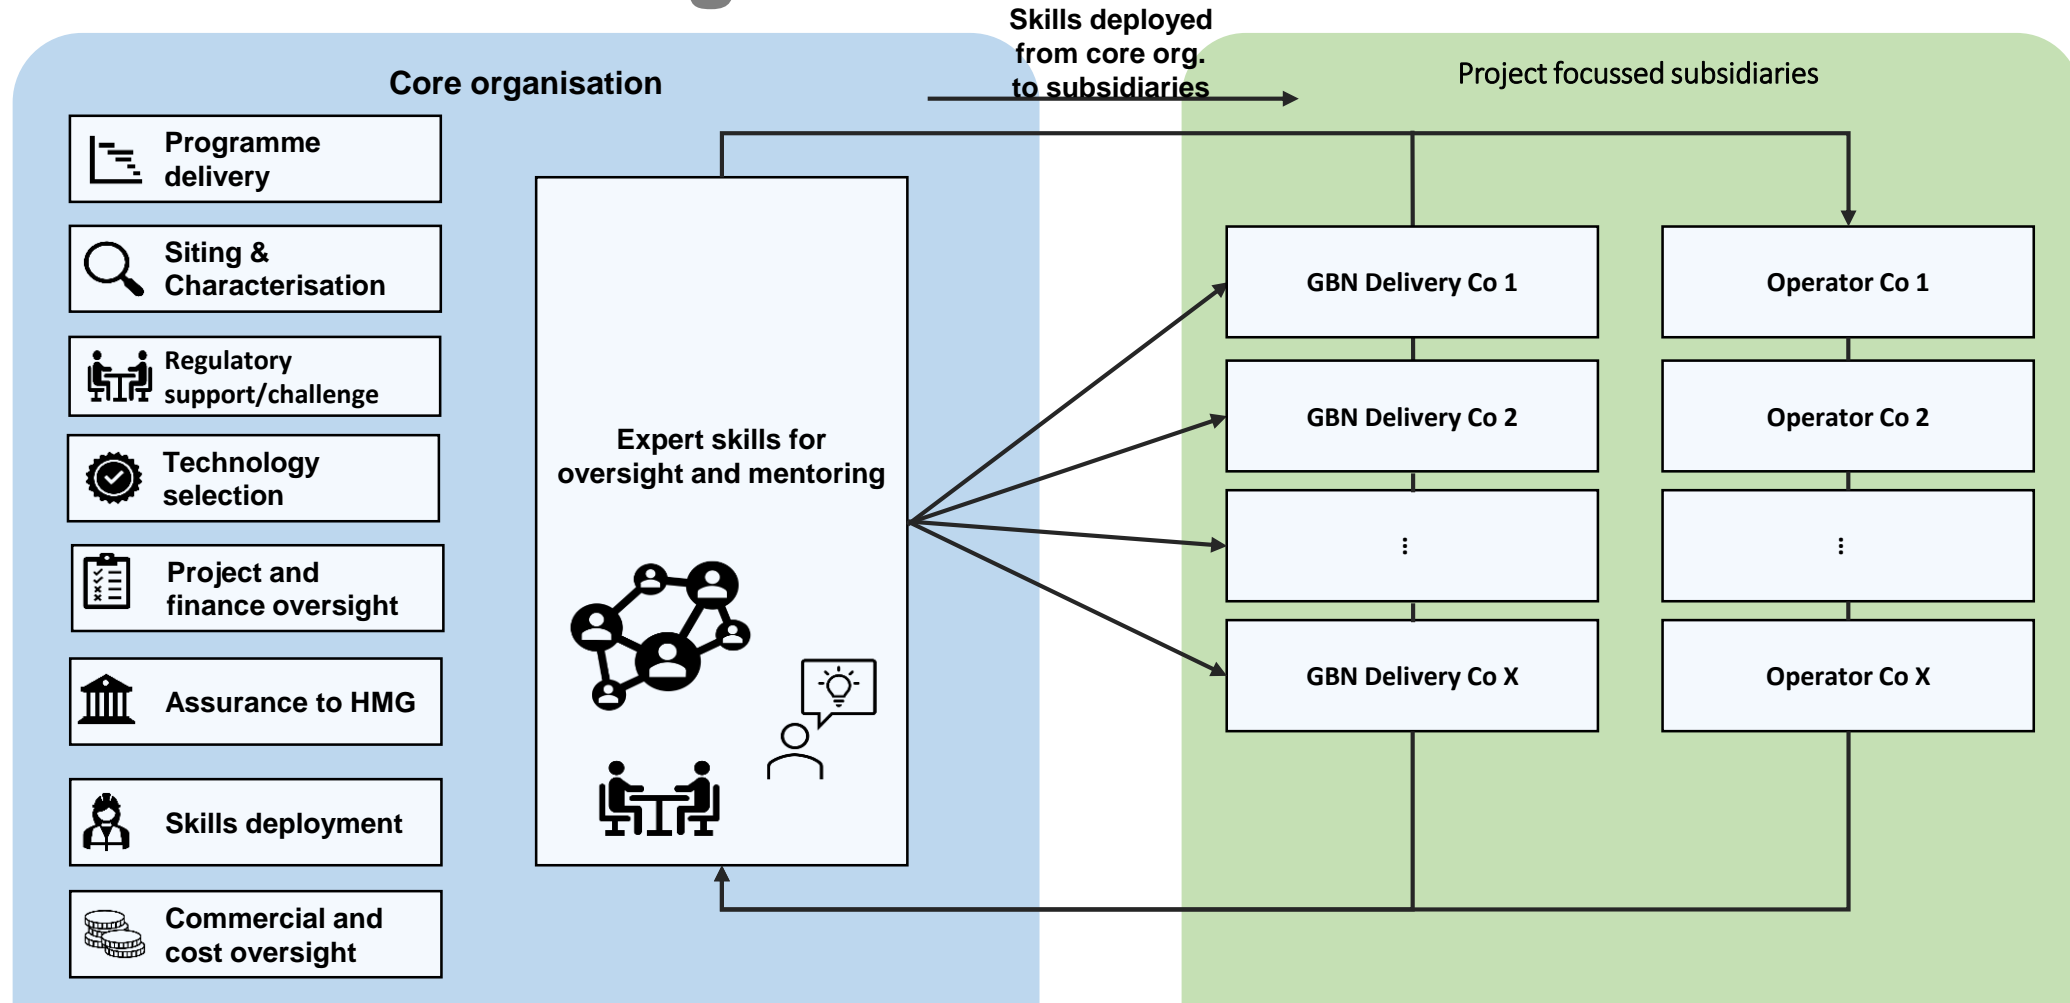 Skills deployed
from core org.
to subsidiaries
Core organisation
Programme
delivery
Siting &
Characterisation
Regulatory
support/challenge
Technology
selection
Project and
finance oversight
Assurance to HMG
Skills deployment
Commercial and
cost oversight
Expert skills for
oversight and mentoring
Project focussed subsidiaries
GBN Delivery Co 1
Operator Co 1
GBN Delivery Co 2
Operator Co 2
...
...
GBN Delivery Co X
Operator Co X